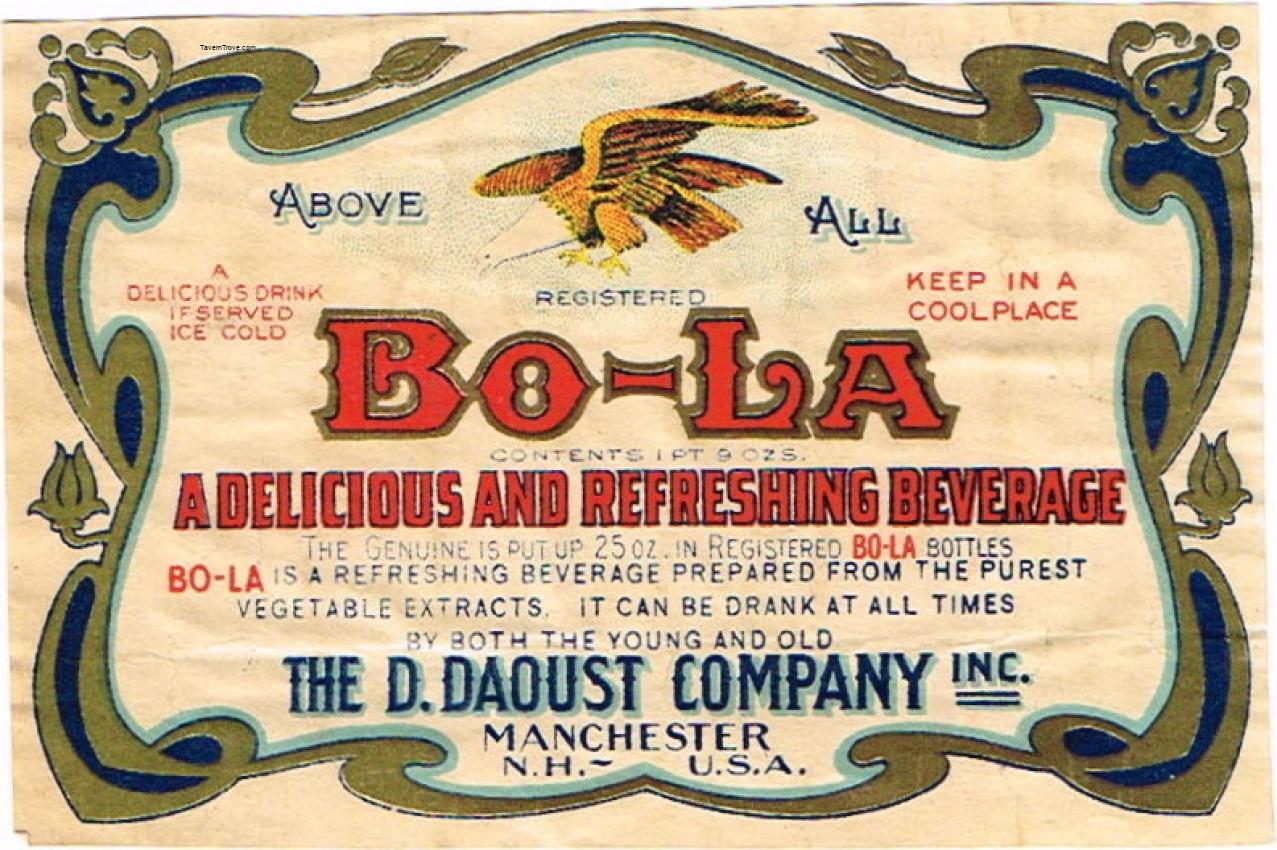 TavernTrove.com
ABOVE ALL
A
DELICIOUS DRINK
IF SERVED
ICE COLD
KEEP IN A
COOL PLACE
REGISTERED
BO-LA
CONTENTS 1 PT 9 OZS.
A DELICIOUS AND REFRESHING BEVERAGE
THE GENUINE IS PUT UP 25 OZ. IN REGISTERED BO-LA BOTTLES
BO-LA IS A REFRESHING BEVERAGE PREPARED FROM THE PUREST
VEGETABLE EXTRACTS. IT CAN BE DRANK AT ALL TIMES
BY BOTH THE YOUNG AND OLD
THE D. DAOUST COMPANY INC.
MANCHESTER
N.H.~ U.S.A.